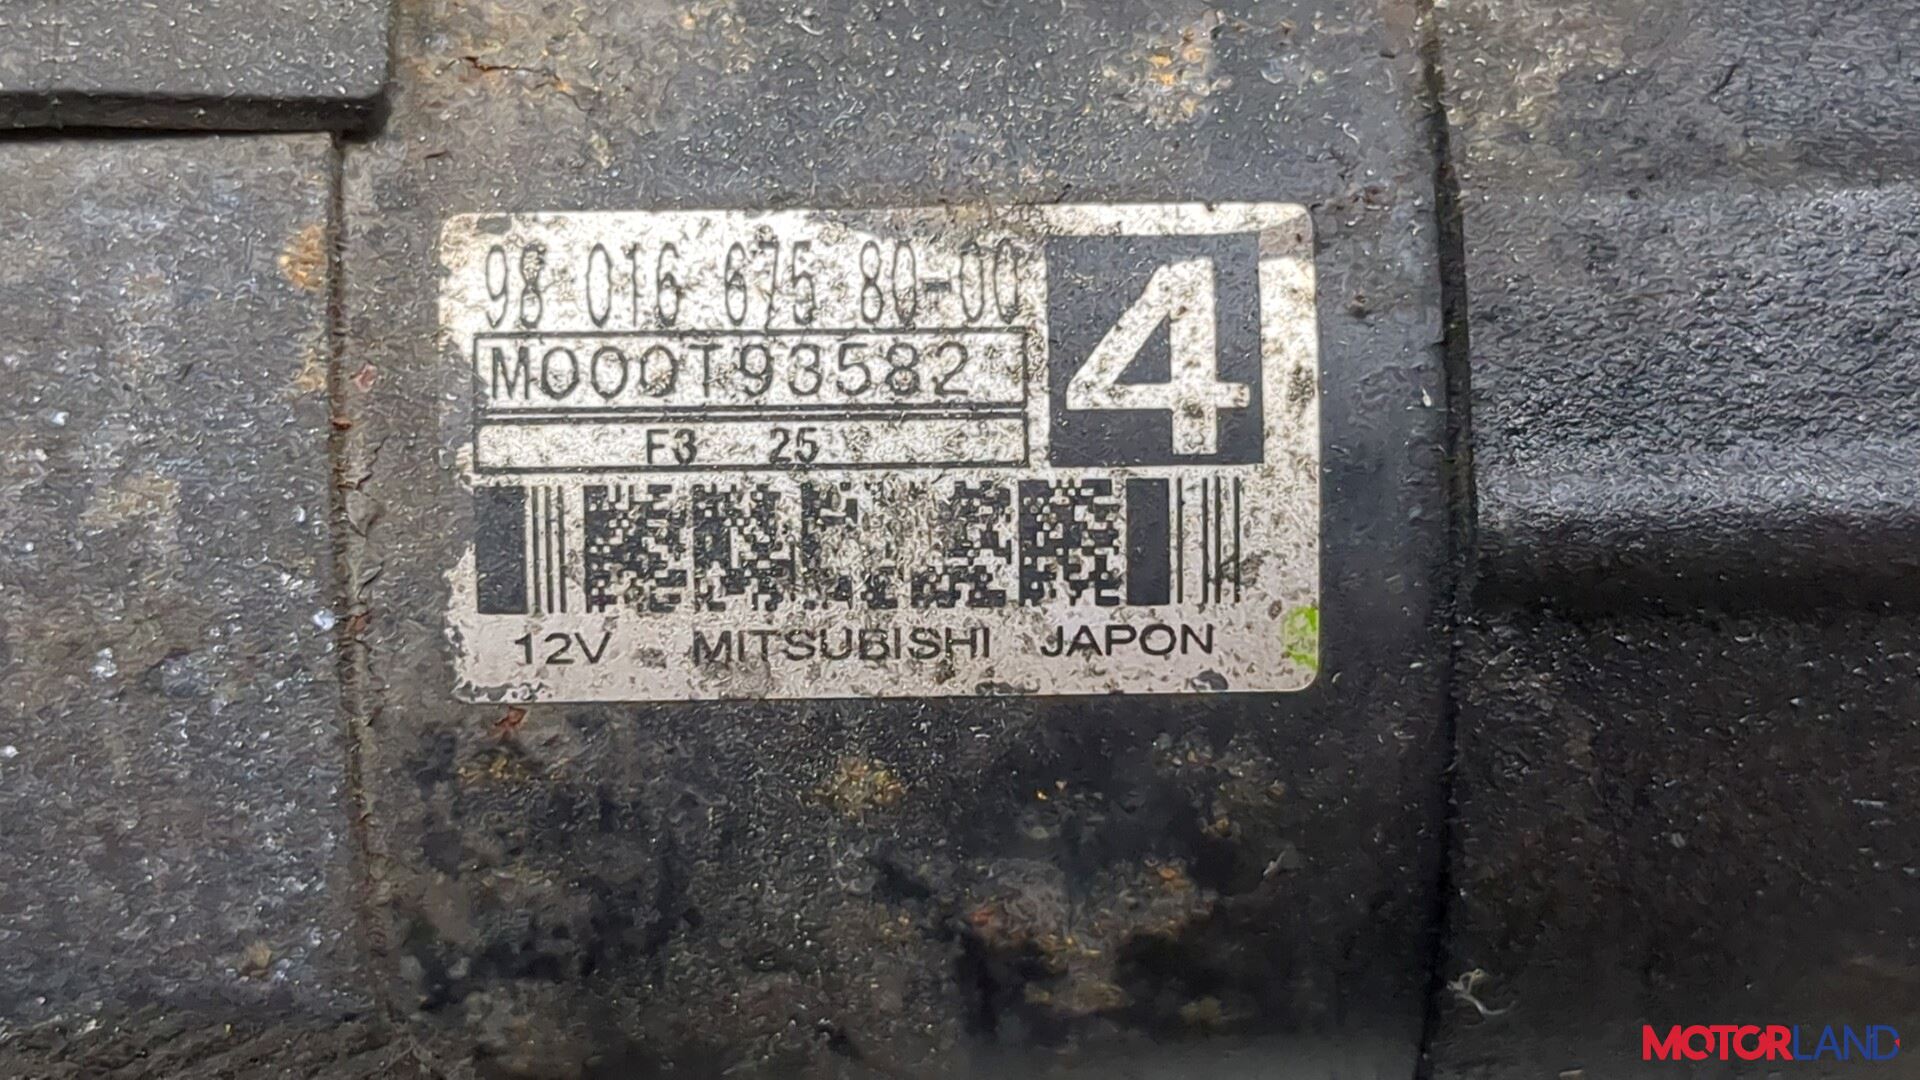 98 016 675 80-00
4
M000T93582
F3 25
12V MITSUBISHI JAPON
MOTORLAND